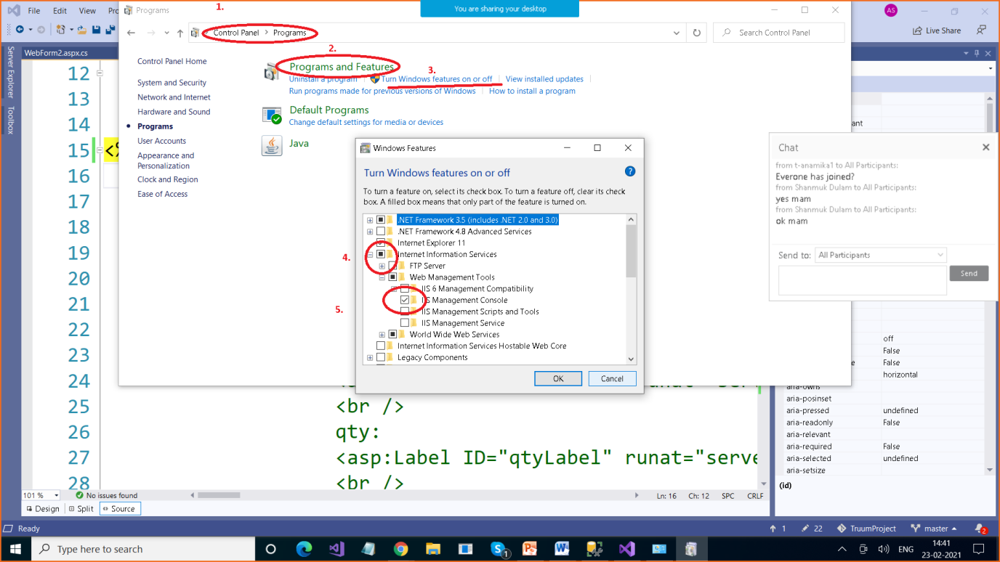 File Edit View Pro
Programs
1.
You are sharing your desktop
AS
Live Share
Control Panel > Programs
Search Control Panel
WebForm2.aspx.cs
Server Explorer
Toolbox
Control Panel Home
System and Security
Network and Internet
Hardware and Sound
Programs
User Accounts
Appearance and
Personalization
Clock and Region
Ease of Access
2.
Programs and Features
3.
Uninstall a program
Turn Windows features on or off
View installed updates
Run programs made for previous versions of Windows
How to install a program
Default Programs
Change default settings for media or devices
Java
Windows Features
Turn Windows features on or off
To turn a feature on, select its check box. To turn a feature off, clear its check
box. A filled box means that only part of the feature is turned on.
.NET Framework 3.5 (includes .NET 2.0 and 3.0)
.NET Framework 4.8 Advanced Services
Internet Explorer 11
4.
Internet Information Services
FTP Server
Web Management Tools
IIS 6 Management Compatibility
IIS Management Console
5.
IIS Management Scripts and Tools
IIS Management Service
World Wide Web Services
Internet Information Services Hostable Web Core
Legacy Components
OK
Cancel
ant
Chat
from t-anamika1 to All Participants:
Everone has joined?
from Shanmuk Dulam to All Participants:
yes mam
from Shanmuk Dulam to All Participants:
ok mam
Send to: All Participants
Send
12
13
14
15 <%
16
17
18
19
20
21
22
23
24
25 <br />
26 qty:
27 <asp:Label ID="qtyLabel" runat="serve
28 <br />
off
False
e False
horizontal
aria-owns
aria-posinset
aria-pressed undefined
aria-readonly False
aria-relevant
aria-required False
aria-selected undefined
aria-setsize
(id)
101 %
No issues found
Ln: 16 Ch: 12 SPC CRLF
Design Split Source
Ready
1 22 TruumProject master 2
Type here to search
1
ENG
14:41
23-02-2021